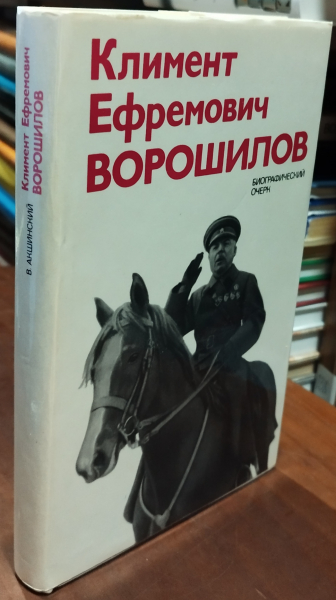 Климент
Ефремович
ВОРОШИЛОВ
БИОГРАФИЧЕСКИЙ
ОЧЕРК
В. АКШИНСКИЙ
Климент Ефремович
ВОРОШИЛОВ